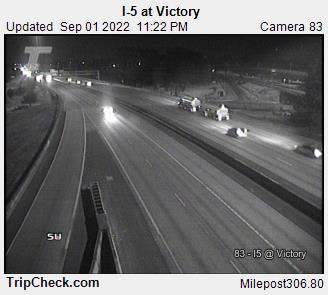 I-5 at Victory
Updated Sep 01 2022 11:22 PM Camera 83
SW
83 - I5 @ Victory
TripCheck.com Milepost306.80